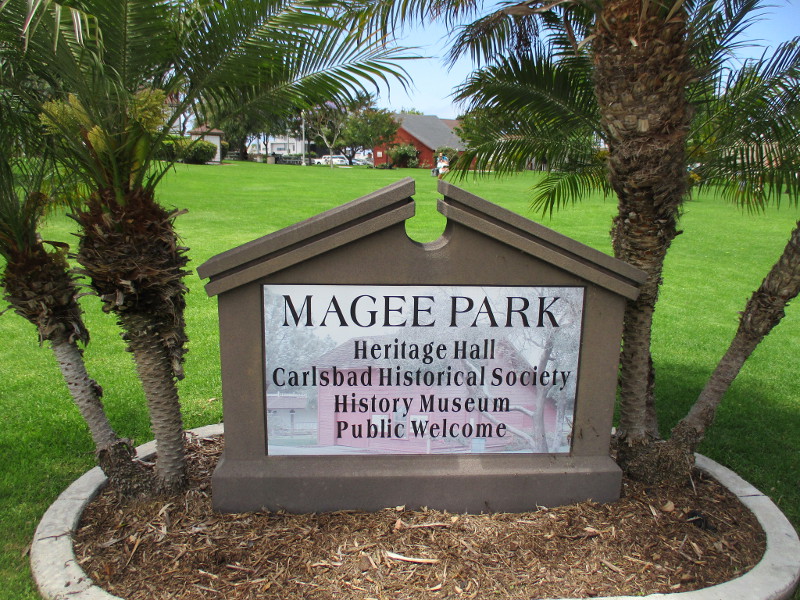 MAGEE PARK
Heritage Hall
Carlsbad Historical Society
History Museum
Public Welcome